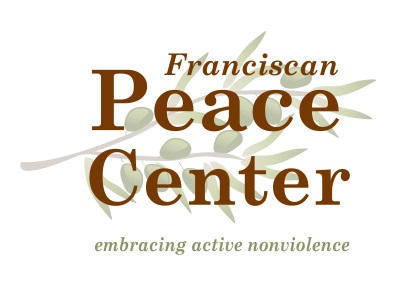 Franciscan
Peace
Center
embracing active nonviolence